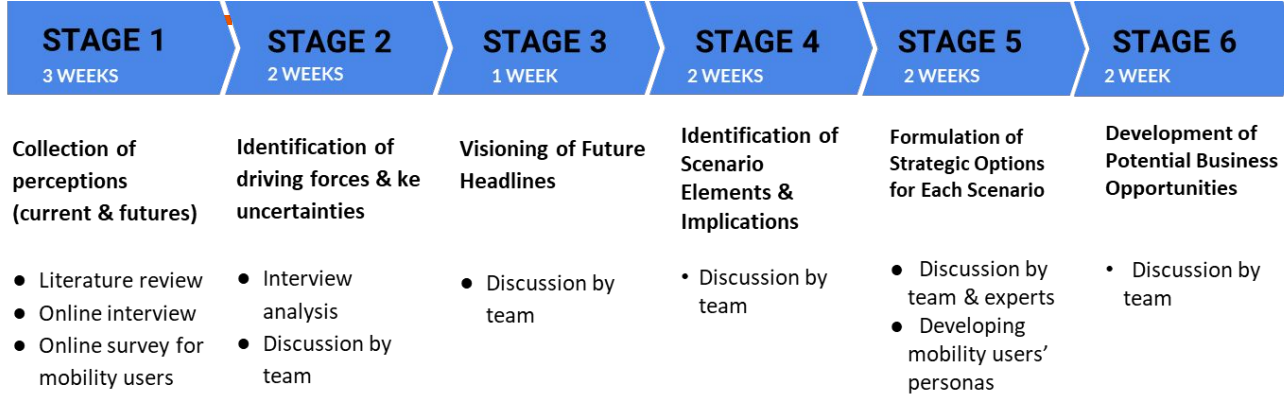 STAGE 1
3 WEEKS
STAGE 2
2 WEEKS
STAGE 3
1 WEEK
STAGE 4
2 WEEKS
STAGE 5
2 WEEKS
STAGE 6
2 WEEK
Collection of
perceptions
(current & futures)
● Literature review
● Online interview
● Online survey for
mobility users
Identification of
driving forces & ke
uncertainties
● Interview
analysis
● Discussion by
team
Visioning of Future
Headlines
● Discussion by
team
Identification of
Scenario
Elements &
Implications
• Discussion by
team
Formulation of
Strategic Options
for Each Scenario
● Discussion by
team & experts
● Developing
mobility users’
personas
Development of
Potential Business
Opportunities
• Discussion by
team